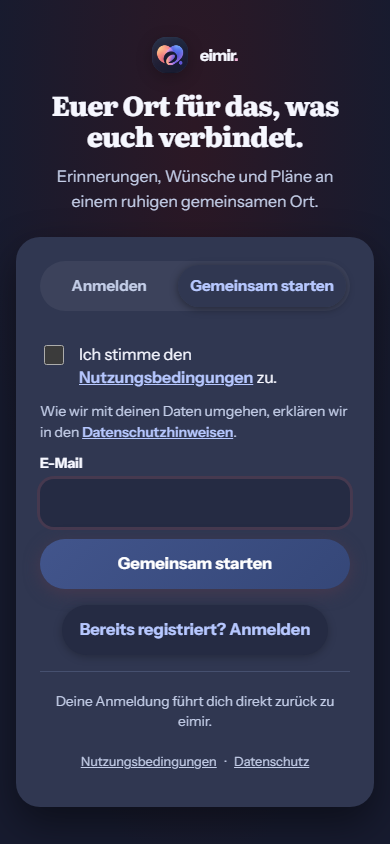 eimir.
Euer Ort für das, was
euch verbindet.
Erinnerungen, Wünsche und Pläne an
einem ruhigen gemeinsamen Ort.
Anmelden
Gemeinsam starten
Ich stimme den
Nutzungsbedingungen zu.
Wie wir mit deinen Daten umgehen, erklären wir
in den Datenschutzhinweisen.
E-Mail
Gemeinsam starten
Bereits registriert? Anmelden
Deine Anmeldung führt dich direkt zurück zu
eimir.
Nutzungsbedingungen · Datenschutz